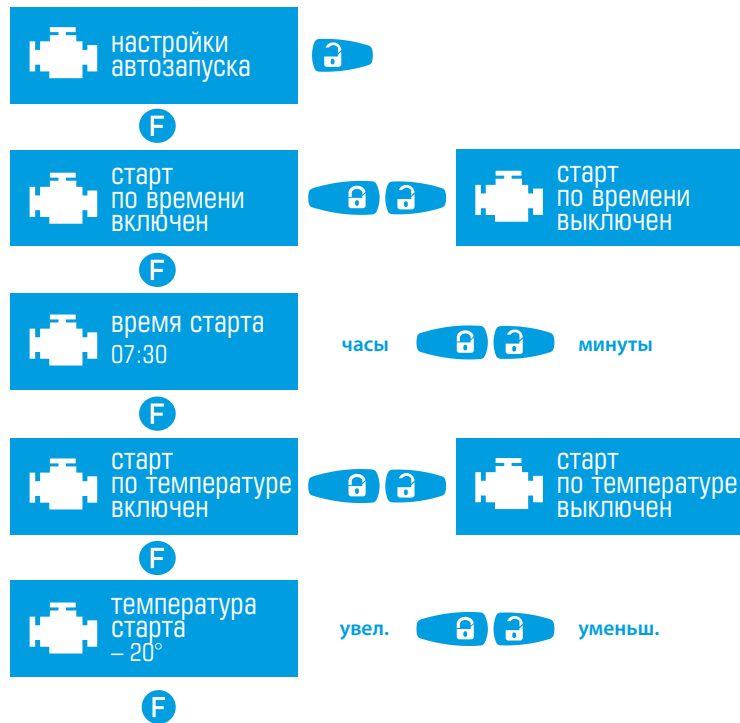 настройки
автозапуска
F
старт
по времени
включен
старт
по времени
выключен
F
время старта
07:30
часы
минуты
F
старт
по температуре
включен
старт
по температуре
выключен
F
температура
старта
– 20°
увел.
уменьш.
F